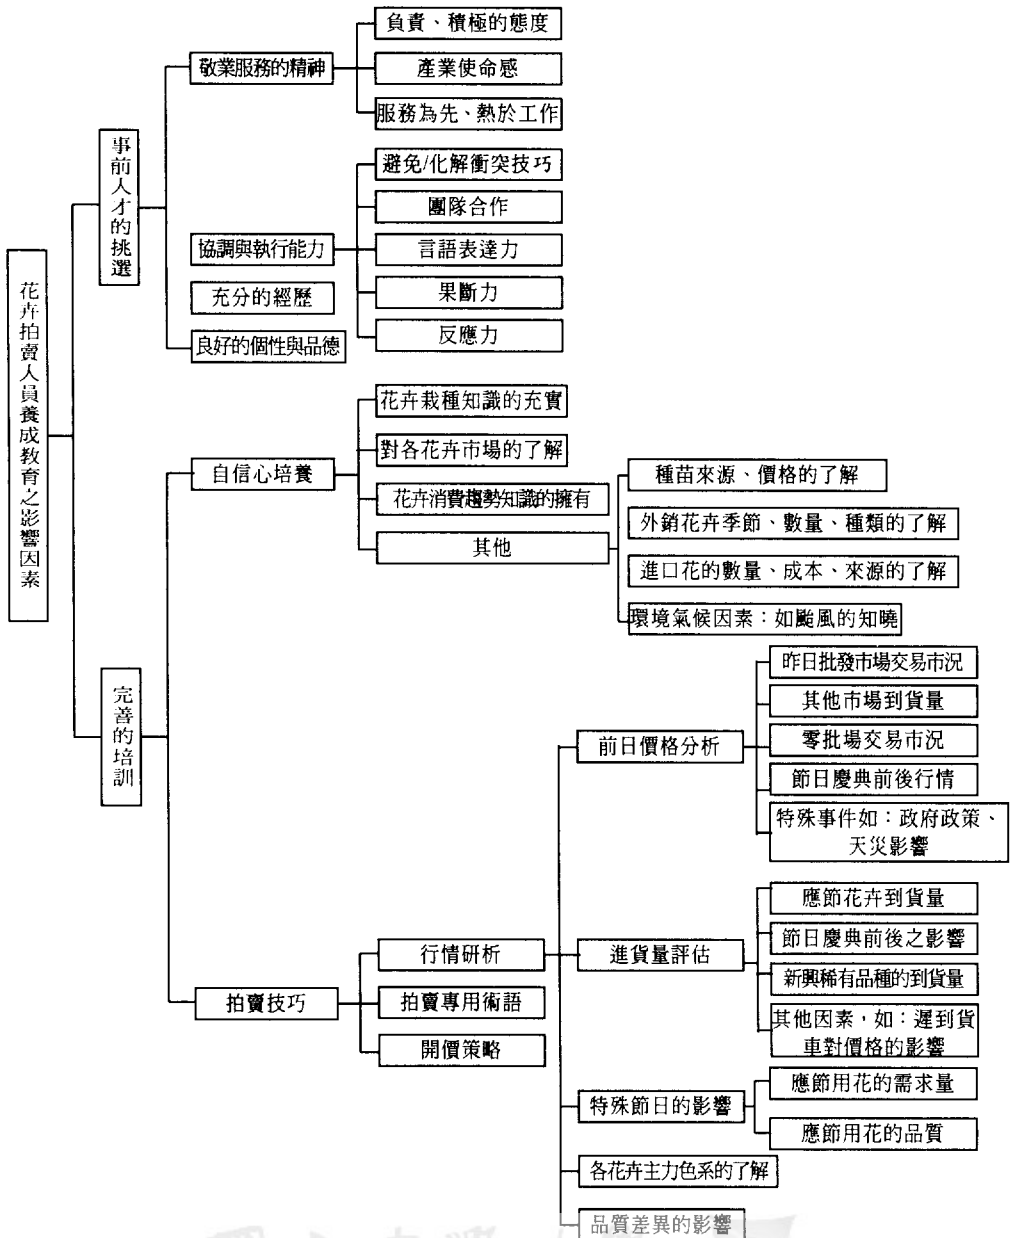 花卉拍賣人員養成教育之影響因素
事前人才的挑選
敬業服務的精神
負責、積極的態度
產業使命感
服務為先、熱於工作
協調與執行能力
避免/化解衝突技巧
團隊合作
言語表達力
果斷力
反應力
充分的經歷
良好的個性與品德
完善的培訓
自信心培養
花卉栽種知識的充實
對各花卉市場的了解
花卉消費趨勢知識的擁有
其他
種苗來源、價格的了解
外銷花卉季節、數量、種類的了解
進口花的數量、成本、來源的了解
環境氣候因素：如颱風的知曉
拍賣技巧
行情研析
前日價格分析
昨日批發市場交易市況
其他市場到貨量
零批場交易市況
節日慶典前後行情
特殊事件如：政府政策、
天災影響
進貨量評估
應節花卉到貨量
節日慶典前後之影響
新興稀有品種的到貨量
其他因素，如：遲到貨
車對價格的影響
特殊節日的影響
應節用花的需求量
應節用花的品質
各花卉主力色系的了解
品質差異的影響
拍賣專用術語
開價策略